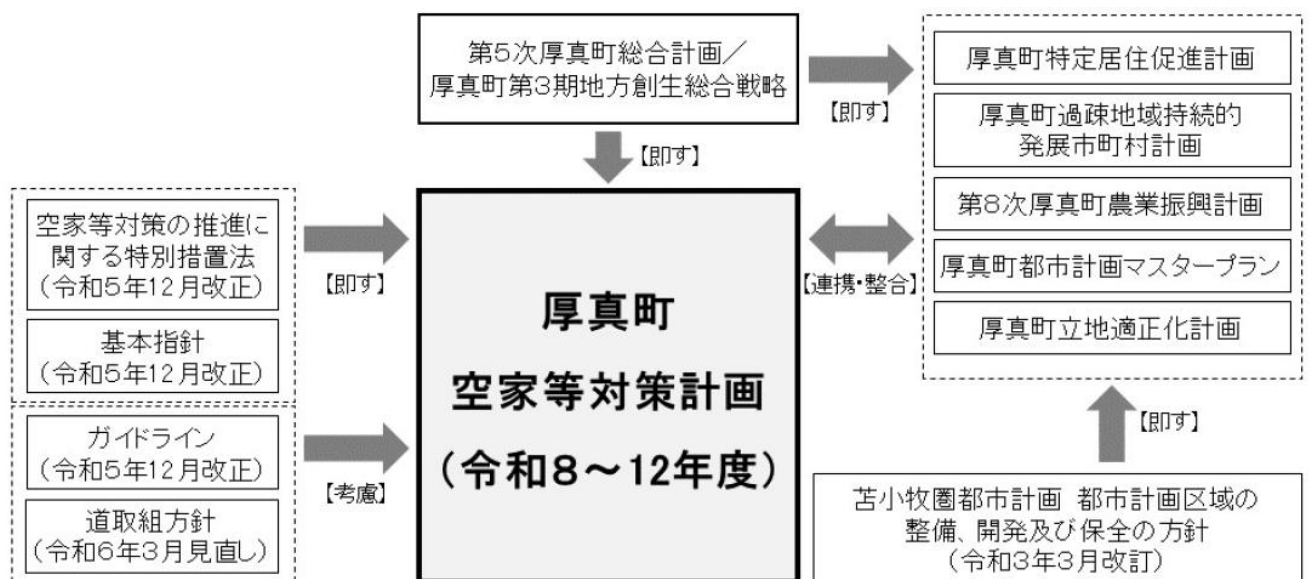 第5次厚真町総合計画／
厚真町第3期地方創生総合戦略
【即す】
【即す】
空家等対策の推進に
関する特別措置法
（令和5年12月改正）
基本指針
（令和5年12月改正）
【即す】
ガイドライン
（令和5年12月改正）
道取組方針
（令和6年3月見直し）
【考慮】
厚真町
空家等対策計画
（令和8～12年度）
【連携・整合】
厚真町特定居住促進計画
厚真町過疎地域持続的
発展市町村計画
第8次厚真町農業振興計画
厚真町都市計画マスタープラン
厚真町立地適正化計画
【即す】
苫小牧圏都市計画 都市計画区域の
整備、開発及び保全の方針
（令和3年3月改訂）